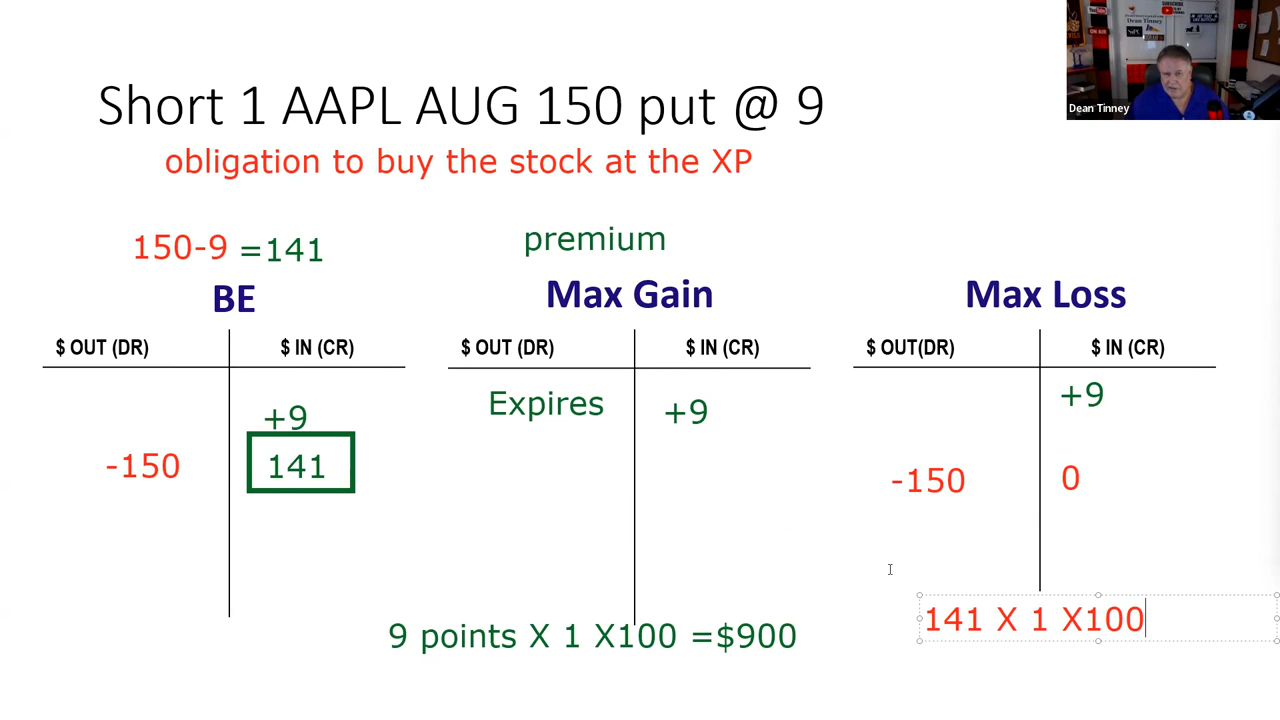 Dean Tinney
Short 1 AAPL AUG 150 put @ 9
obligation to buy the stock at the XP
150-9 =141
premium
BE
Max Gain
Max Loss
$ OUT (DR) $ IN (CR)
$ OUT (DR) $ IN (CR)
$ OUT(DR) $ IN (CR)
+9
-150 141
Expires +9
+9
-150 0
9 points X 1 X100 =$900
141 X 1 X100
Dean Tinney